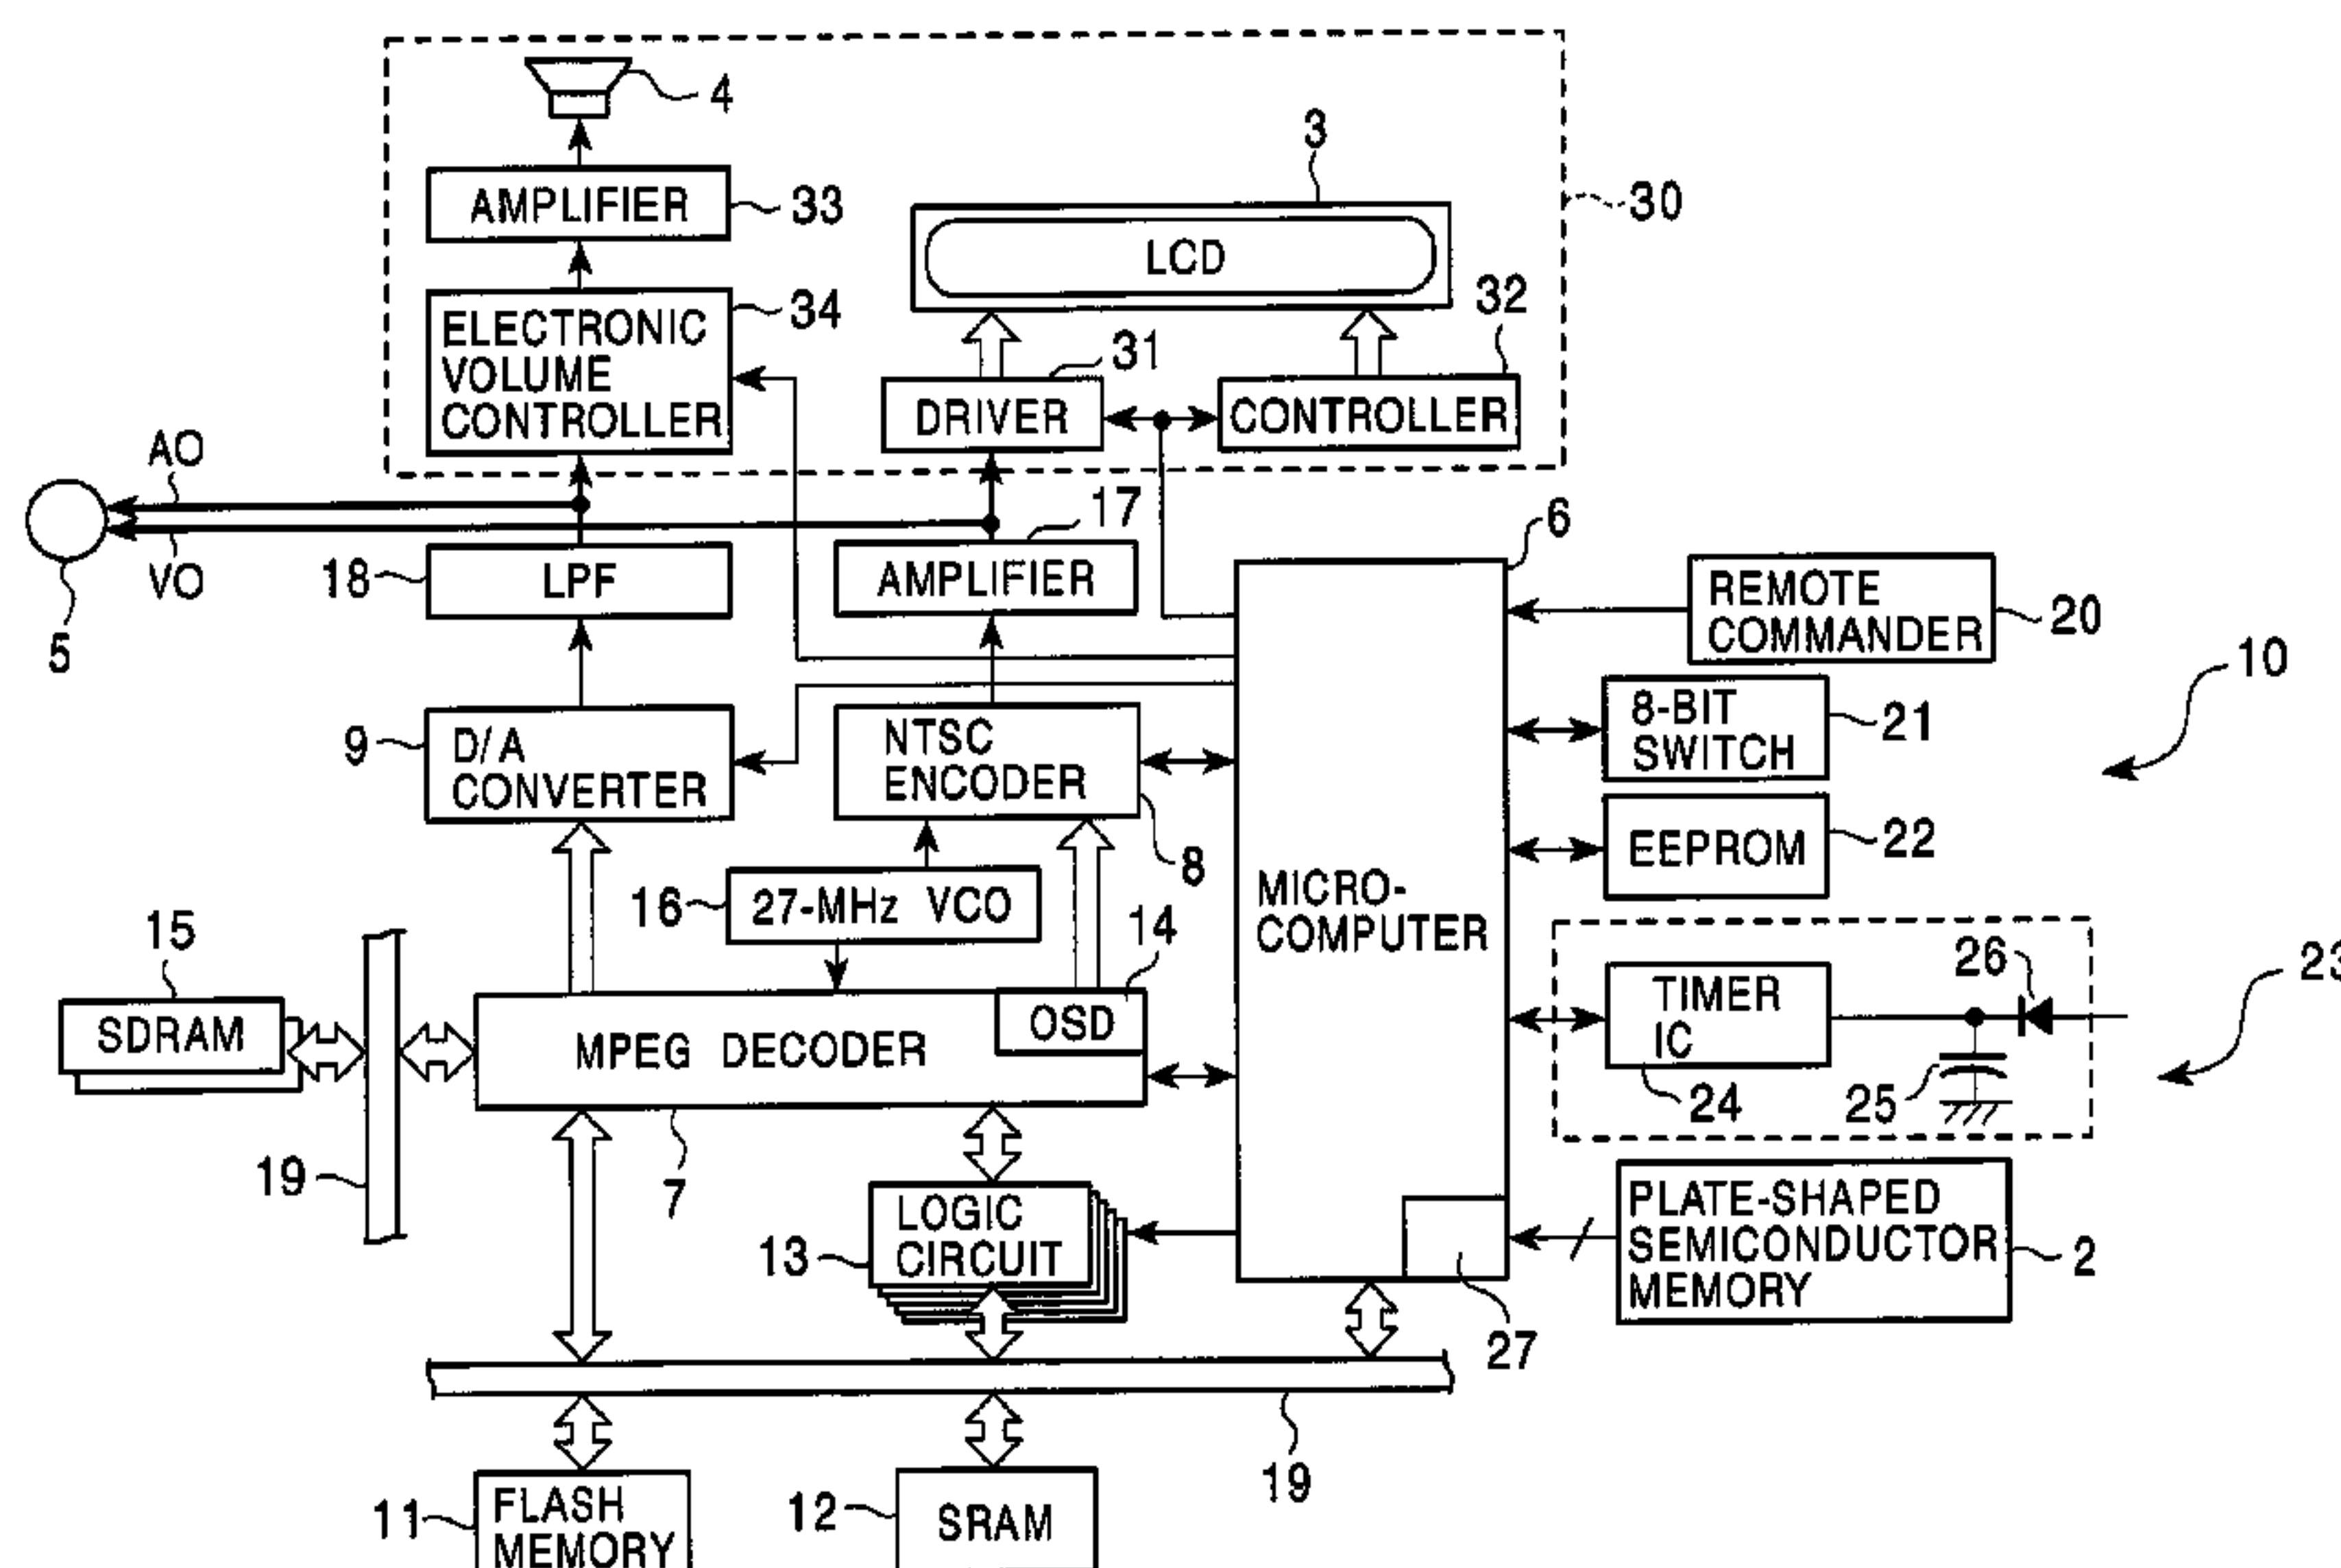 4
3
AMPLIFIER
33
30
LCD
34
32
ELECTRONIC
VOLUME
CONTROLLER
31
DRIVER
CONTROLLER
AO
17
6
VO
18
LPF
AMPLIFIER
REMOTE
COMMANDER
20
5
10
9
D/A
CONVERTER
NTSC
ENCODER
8-BIT
SWITCH
21
8
EEPROM
22
16
27-MHz VCO
MICRO-
COMPUTER
15
14
26
23
SDRAM
MPEG DECODER
OSD
TIMER
IC
24
25
19
7
13
LOGIC
CIRCUIT
PLATE-SHAPED
SEMICONDUCTOR
MEMORY
2
27
19
11
FLASH
MEMORY
12
SRAM